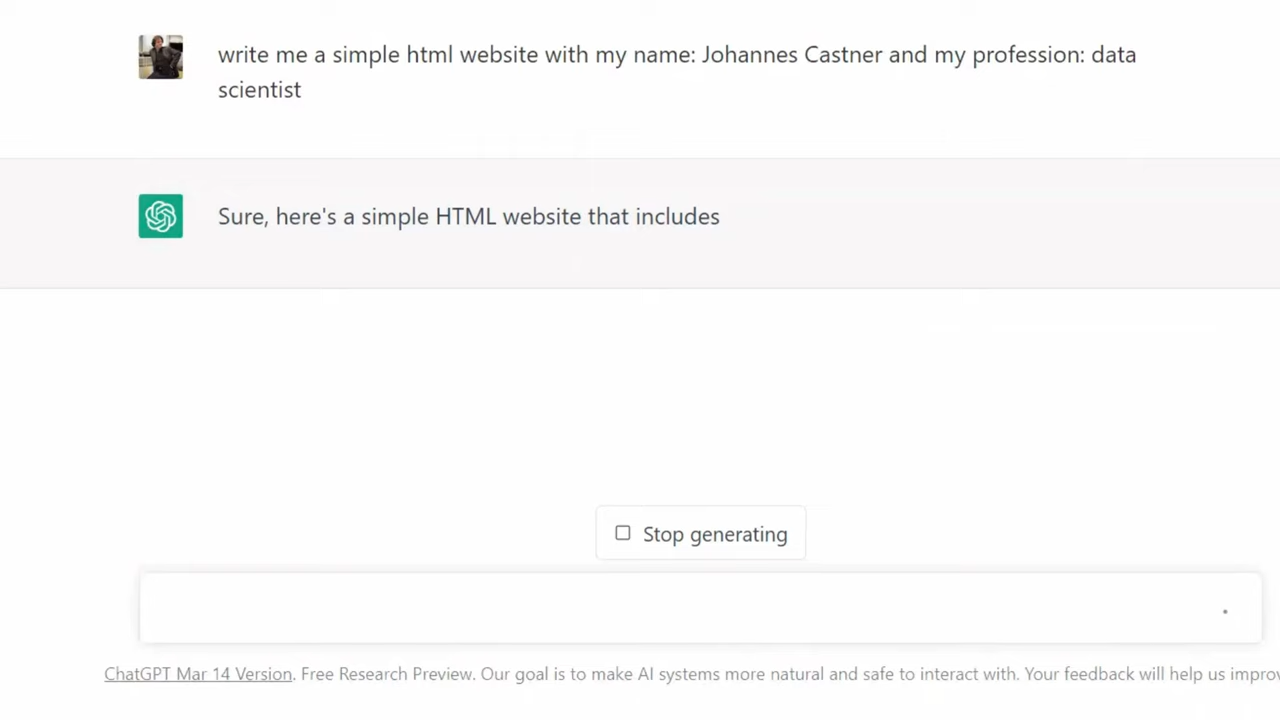 write me a simple html website with my name: Johannes Castner and my profession: data
scientist
Sure, here's a simple HTML website that includes
Stop generating
ChatGPT Mar 14 Version. Free Research Preview. Our goal is to make AI systems more natural and safe to interact with. Your feedback will help us improv